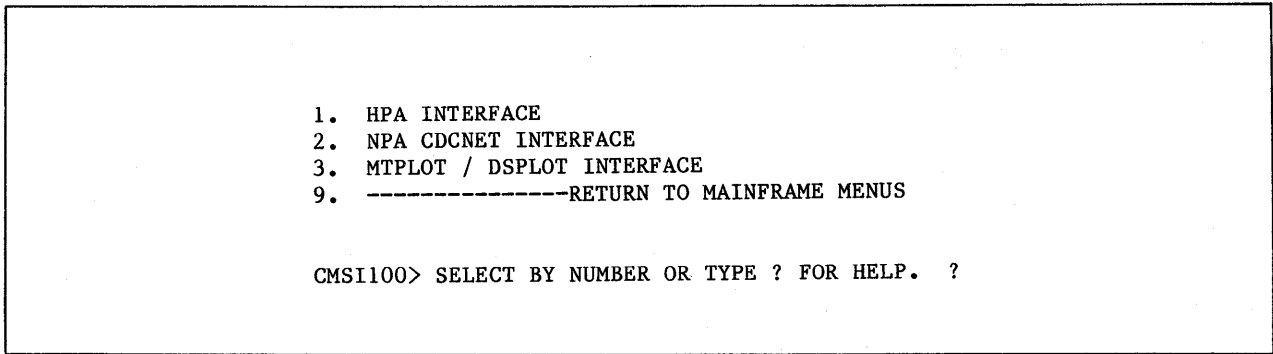 1. HPA INTERFACE
2. NPA CDCNET INTERFACE
3. MTPLOT / DSPLOT INTERFACE
9. ---------------RETURN TO MAINFRAME MENUS
CMSI100> SELECT BY NUMBER OR TYPE ? FOR HELP. ?